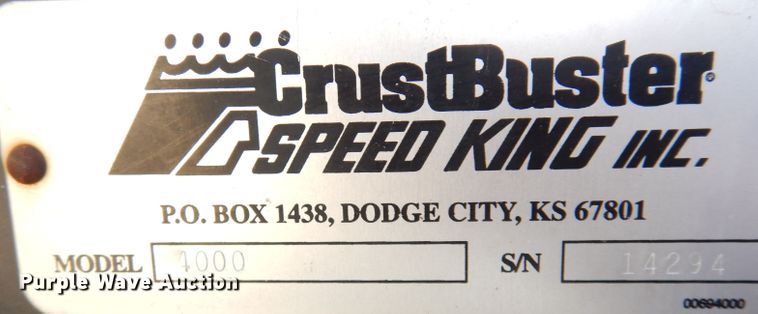 CrustBuster®
SPEED KING INC.
P.O. BOX 1438, DODGE CITY, KS 67801
MODEL 4000 S/N 14294
Purple Wave Auction
00694000